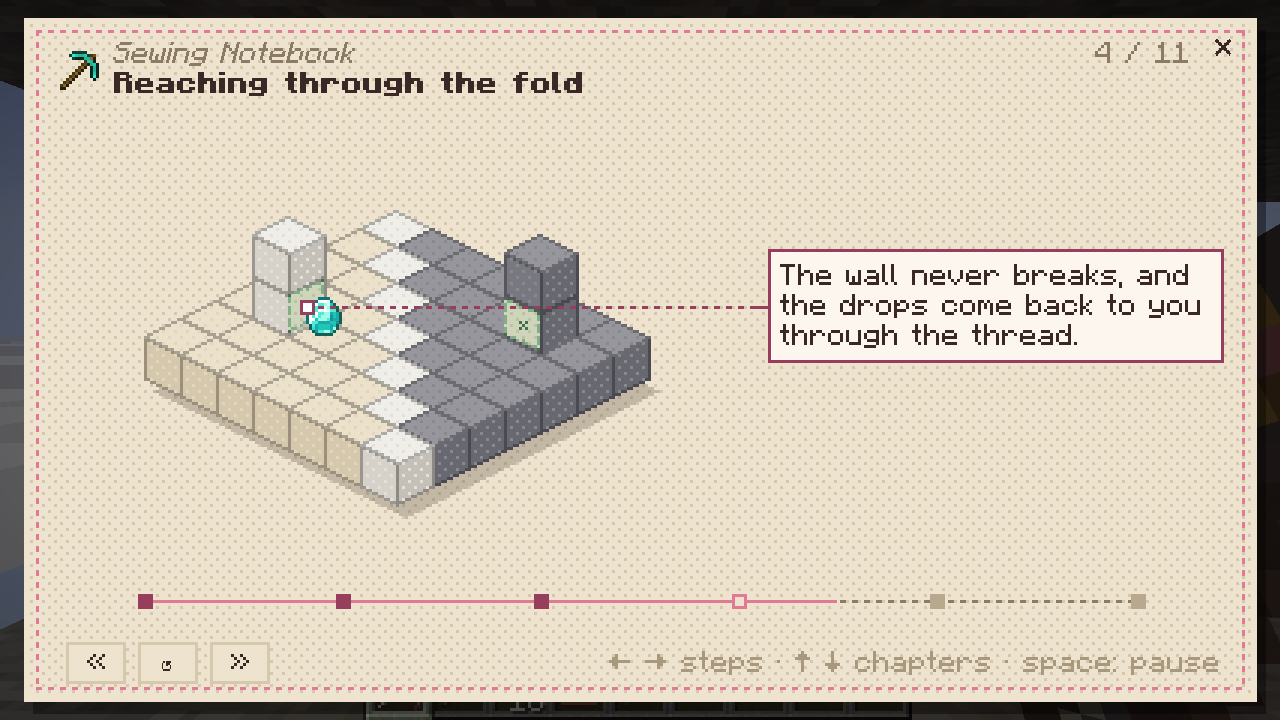 Sewing Notebook
Reaching through the fold
4 / 11
The wall never breaks, and
the drops come back to you
through the thread.
← → steps · ↑ ↓ chapters · space: pause